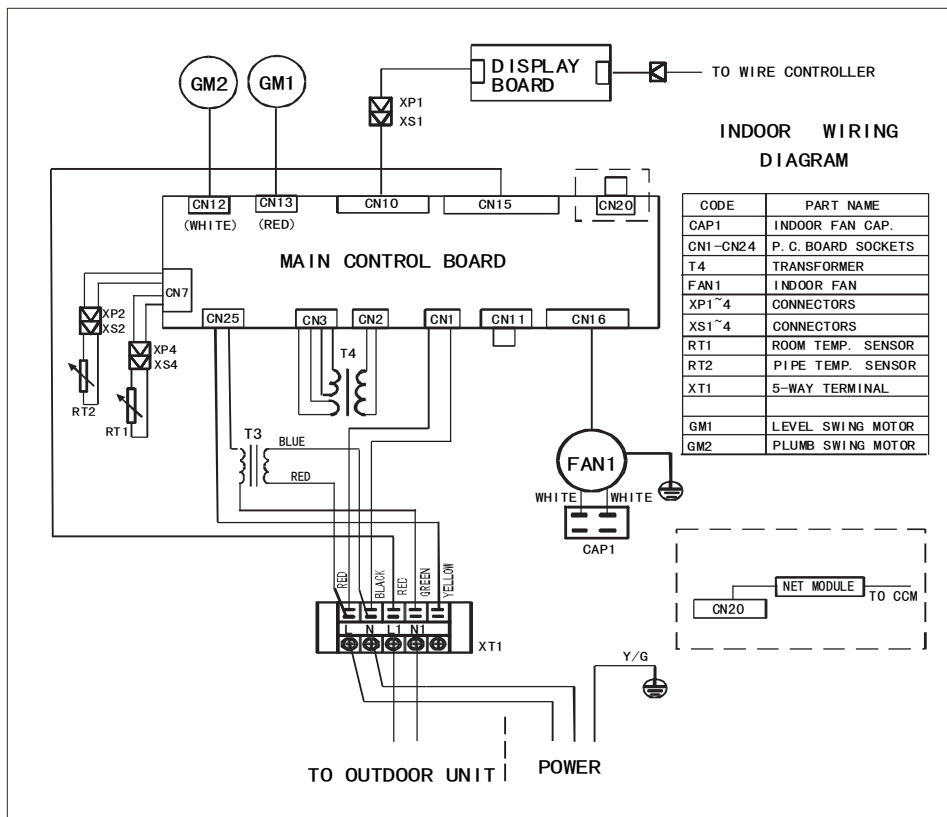 GM2
GM1
XP1
XS1
DISPLAY
BOARD
TO WIRE CONTROLLER
INDOOR WIRING
DIAGRAM
CODE PART NAME
CAP1 INDOOR FAN CAP.
CN1-CN24 P.C.BOARD SOCKETS
T4 TRANSFORMER
FAN1 INDOOR FAN
XP1~4 CONNECTORS
XS1~4 CONNECTORS
RT1 ROOM TEMP. SENSOR
RT2 PIPE TEMP. SENSOR
XT1 5-WAY TERMINAL
GM1 LEVEL SWING MOTOR
GM2 PLUMB SWING MOTOR
CN12
CN13
CN10
CN15
CN20
(WHITE)
(RED)
MAIN CONTROL BOARD
CN7
CN25
CN3
CN2
CN1
CN11
CN16
XP2
XS2
XP4
XS4
RT2
RT1
T4
T3
BLUE
RED
FAN1
WHITE
WHITE
CAP1
RED
BLACK
RED
GREEN
YELLOW
L N L1 N1
XT1
NET MODULE
CN20
TO CCM
Y/G
TO OUTDOOR UNIT
POWER